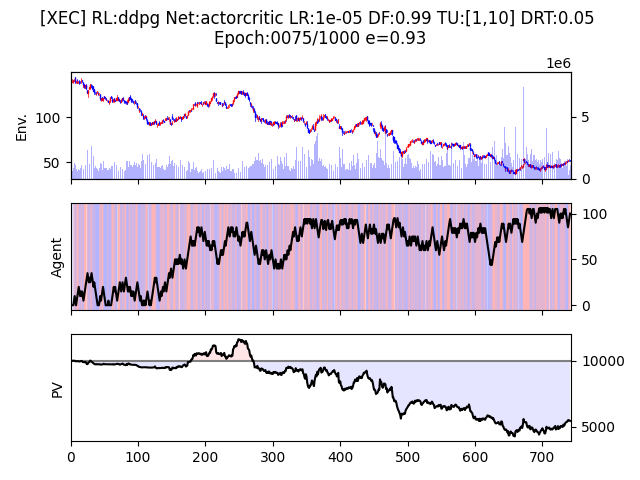 [XEC] RL:ddpg Net:actorcritic LR:1e-05 DF:0.99 TU:[1,10] DRT:0.05
Epoch:0075/1000 e=0.93
1e6
Env.
100
50
5
0
Agent
100
50
0
PV
10000
5000
0 100 200 300 400 500 600 700